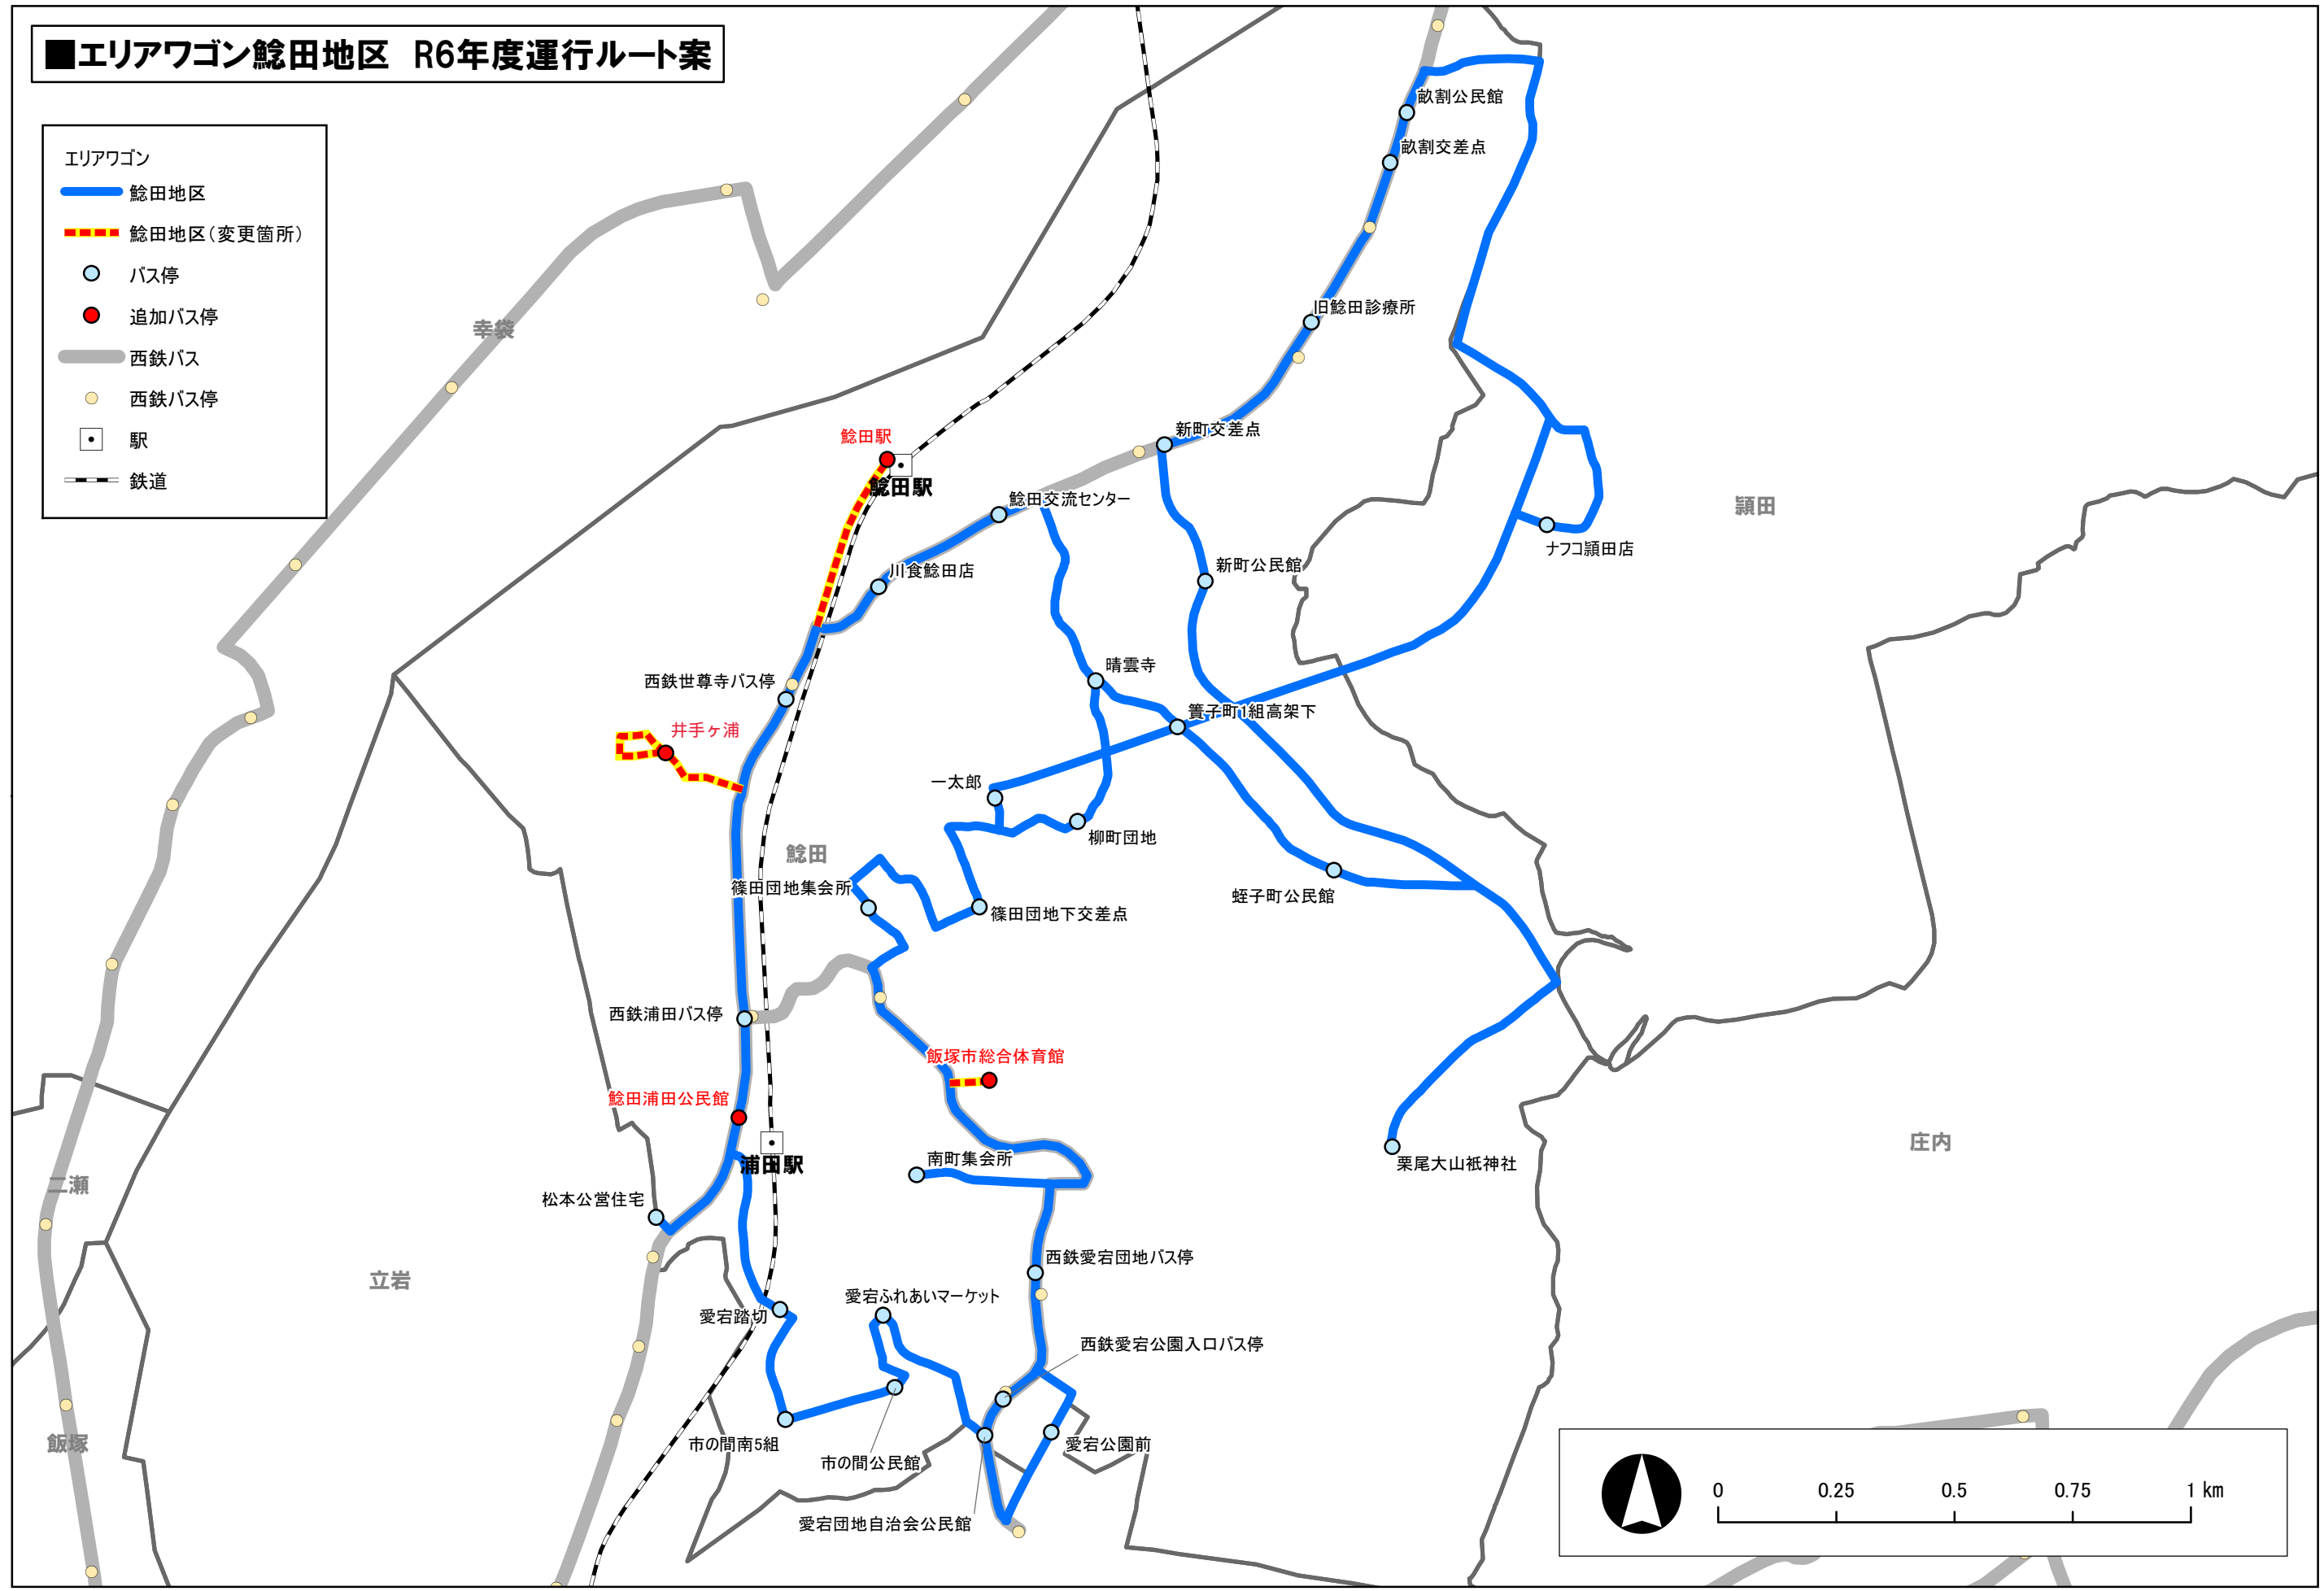 ■エリアワゴン鯰田地区　R6年度運行ルート案
エリアワゴン
鯰田地区
鯰田地区（変更箇所）
バス停
追加バス停
西鉄バス
西鉄バス停
駅
鉄道
畝割公民館
畝割交差点
旧鯰田診療所
幸袋
新町交差点
鯰田駅
鯰田駅
鯰田交流センター
頴田
ナフコ頴田店
川食鯰田店
新町公民館
晴雲寺
西鉄世尊寺バス停
簀子町1組高架下
井手ヶ浦
一太郎
柳町団地
鯰田
篠田団地集会所
蛭子町公民館
篠田団地下交差点
西鉄浦田バス停
飯塚市総合体育館
鯰田浦田公民館
庄内
浦田駅
南町集会所
栗尾大山祇神社
二瀬
松本公営住宅
西鉄愛宕団地バス停
立岩
愛宕ふれあいマーケット
愛宕踏切
西鉄愛宕公園入口バス停
飯塚
市の間南5組
愛宕公園前
市の間公民館
愛宕団地自治会公民館
0
0.25
0.5
0.75
1 km